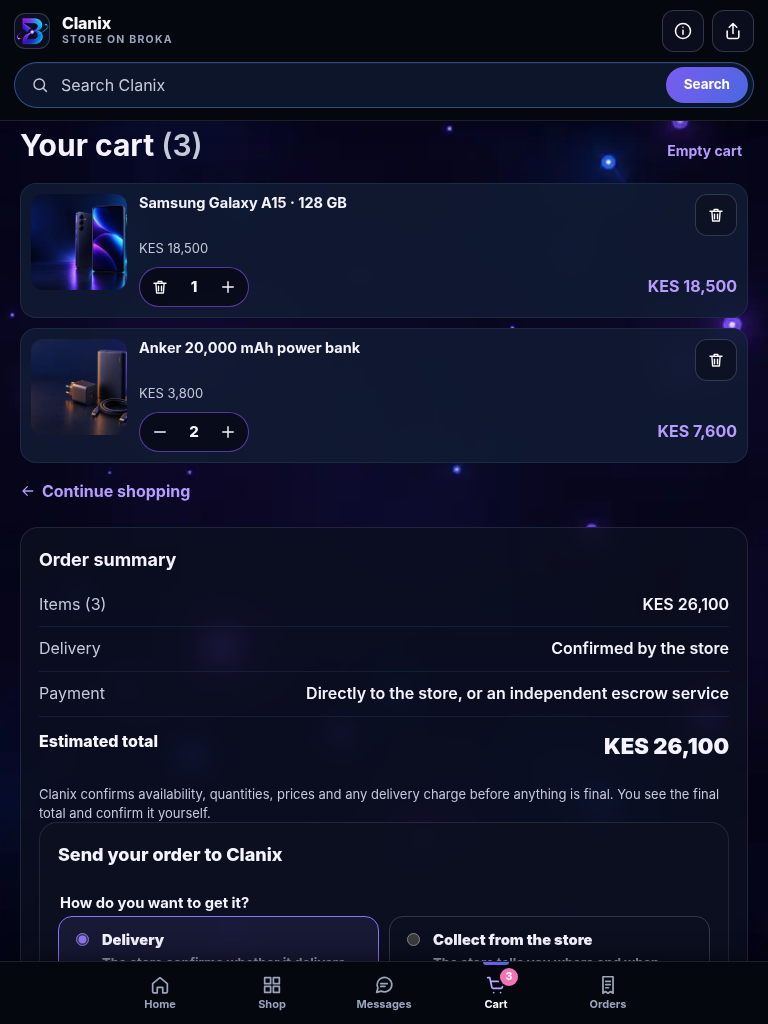 Clanix
STORE ON BROKA
Search Clanix
Search
Your cart (3)
Empty cart
Samsung Galaxy A15 · 128 GB
KES 18,500
1
KES 18,500
Anker 20,000 mAh power bank
KES 3,800
2
KES 7,600
← Continue shopping
Order summary
Items (3)
KES 26,100
Delivery
Confirmed by the store
Payment
Directly to the store, or an independent escrow service
Estimated total
KES 26,100
Clanix confirms availability, quantities, prices and any delivery charge before anything is final. You see the final
total and confirm it yourself.
Send your order to Clanix
How do you want to get it?
Delivery
Collect from the store
Home
Shop
Messages
3
Cart
Orders